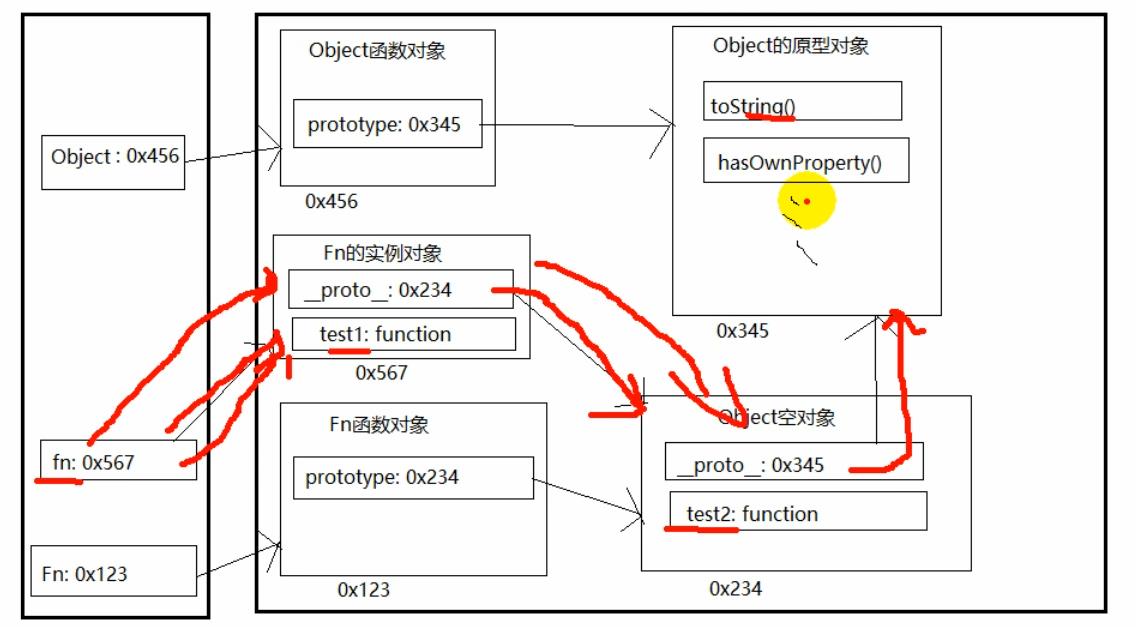 Object : 0x456
fn: 0x567
Fn: 0x123
Object函数对象
prototype: 0x345
0x456
Fn的实例对象
__proto__: 0x234
test1: function
0x567
Fn函数对象
prototype: 0x234
0x123
Object的原型对象
toString()
hasOwnProperty()
0x345
Object空对象
__proto__: 0x345
test2: function
0x234